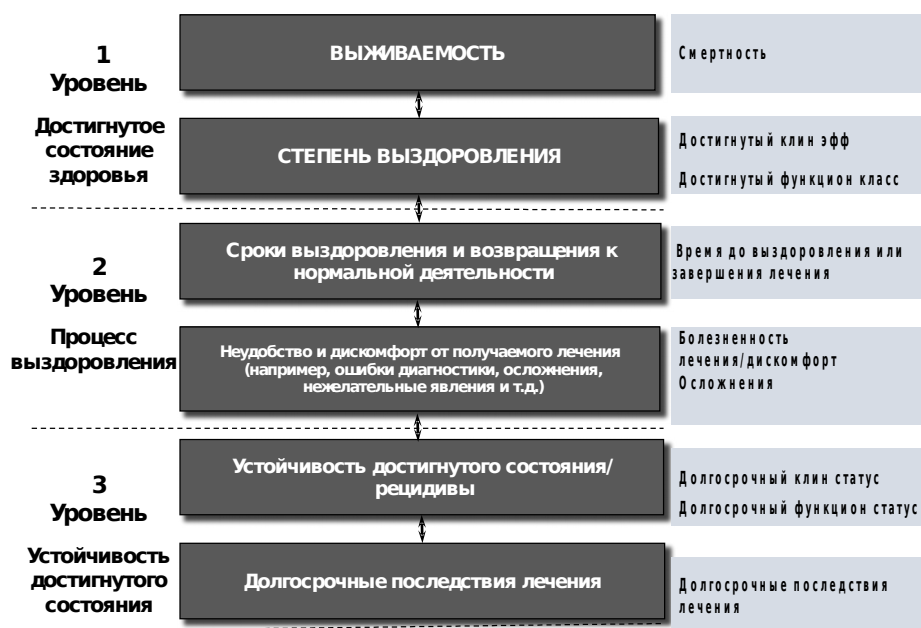 1
Уровень
Достигнутое
состояние
здоровья
ВЫЖИВАЕМОСТЬ
Смертность
СТЕПЕНЬ ВЫЗДОРОВЛЕНИЯ
Достигнутый клин эфф
Достигнутый функцион класс
2
Уровень
Процесс
выздоровления
Сроки выздоровления и возвращения к
нормальной деятельности
Время до выздоровления или
завершения лечения
Неудобство и дискомфорт от получаемого лечения
(например, ошибки диагностики, осложнения,
нежелательные явления и т.д.)
Болезненность
лечения/дискомфорт
Осложнения
3
Уровень
Устойчивость
достигнутого
состояния
Устойчивость достигнутого состояния/
рецидивы
Долгосрочный клин статус
Долгосрочный функцион статус
Долгосрочные последствия лечения
Долгосрочные последствия
лечения